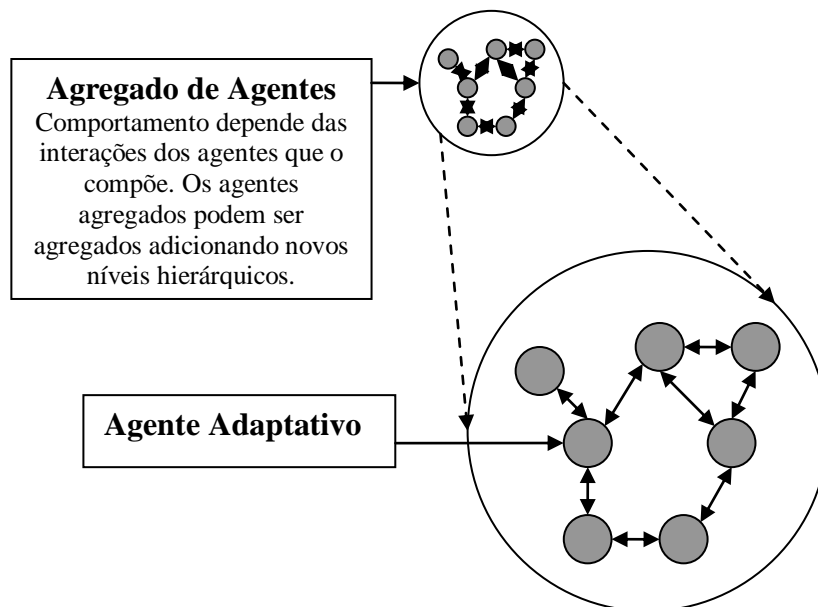 Agregado de Agentes
Comportamento depende das
interações dos agentes que o
compõe. Os agentes
agregados podem ser
agregados adicionando novos
níveis hierárquicos.
Agente Adaptativo